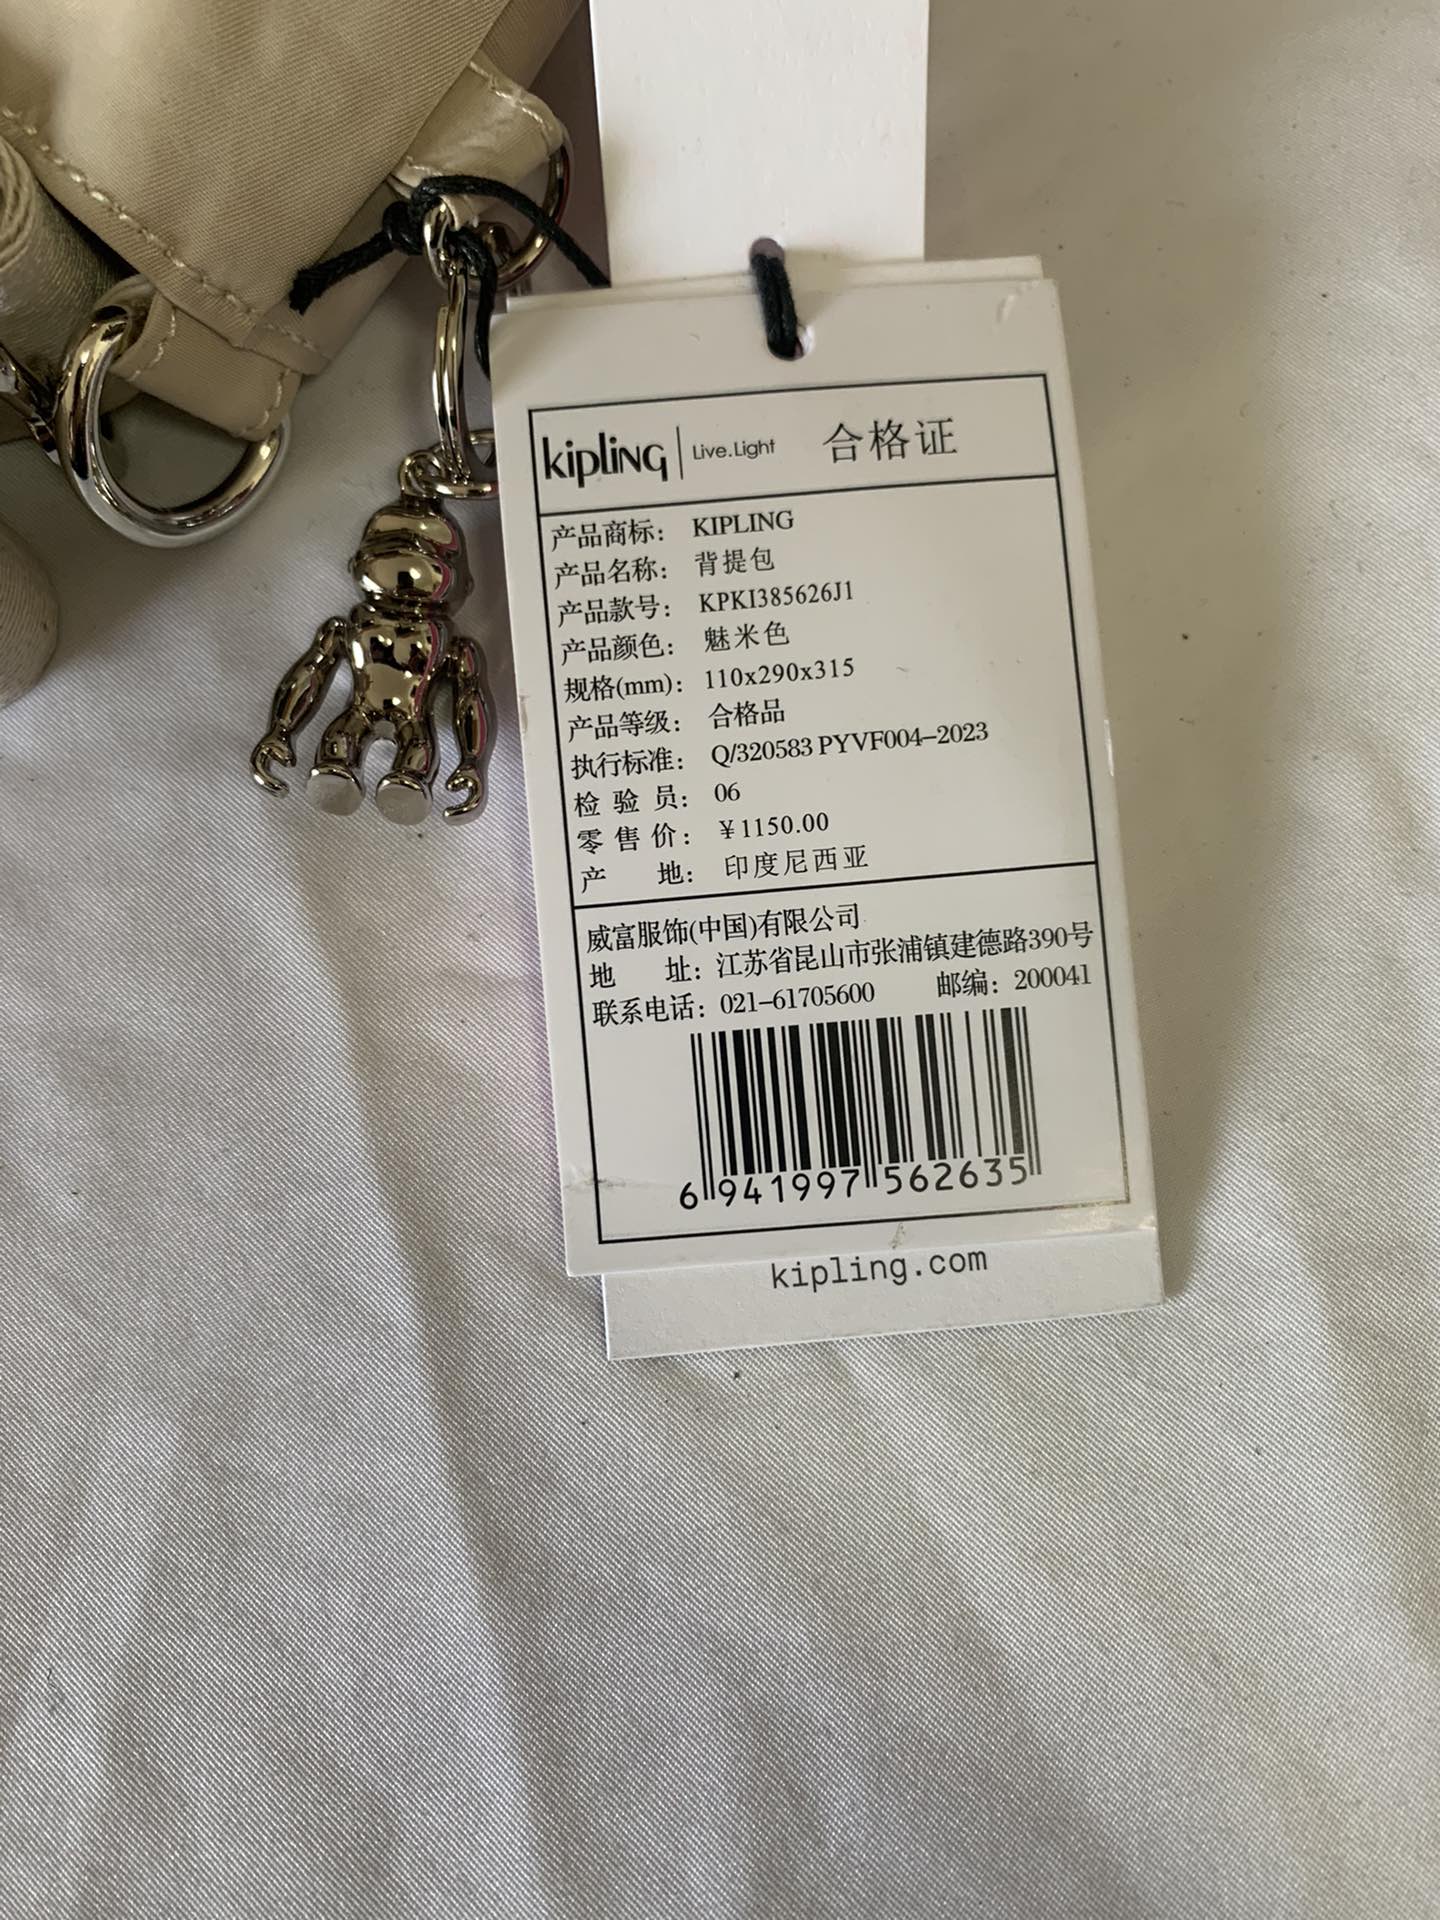 kipling | Live.Light 合格证
产品商标: KIPLING
产品名称: 背提包
产品款号: KPKI385626J1
产品颜色: 魅米色
规格(mm): 110x290x315
产品等级: 合格品
执行标准: Q/320583 PYVF004-2023
检 验 员: 06
零 售 价: ¥1150.00
产 地: 印度尼西亚
威富服饰(中国)有限公司
地 址: 江苏省昆山市张浦镇建德路390号
联系电话: 021-61705600 邮编: 200041
6 941997 562635
kipling.com